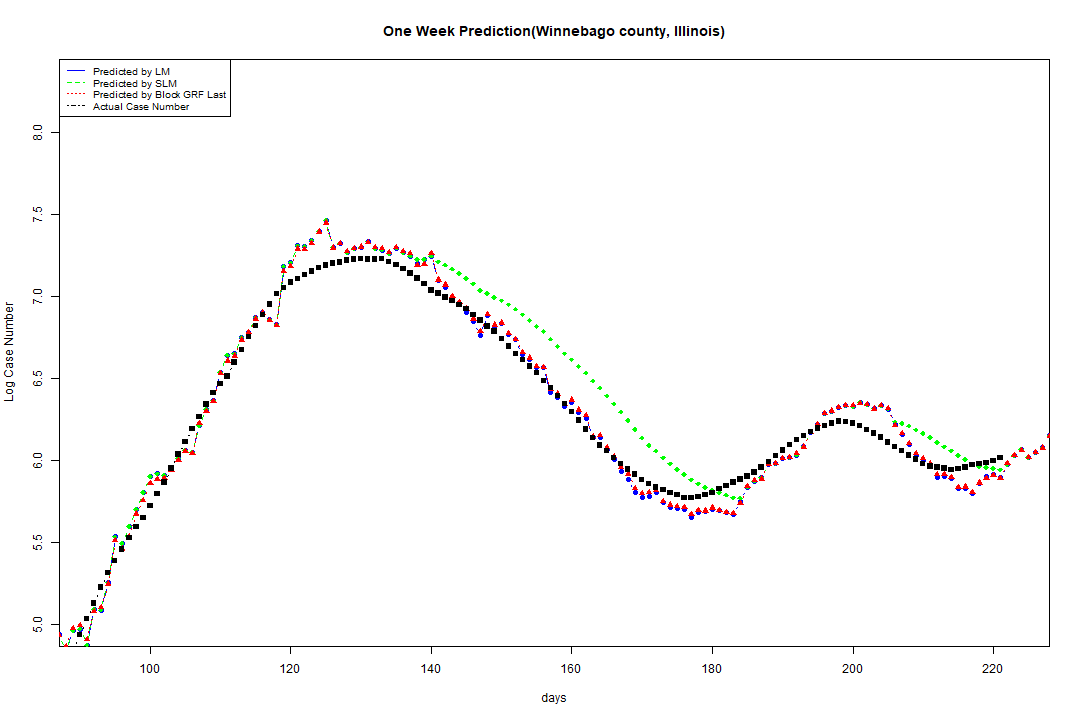 One Week Prediction(Winnebago county, Illinois)
Predicted by LM
Predicted by SLM
Predicted by Block GRF Last
Actual Case Number
8.0
7.5
7.0
6.5
6.0
5.5
5.0
Log Case Number
100 120 140 160 180 200 220
days